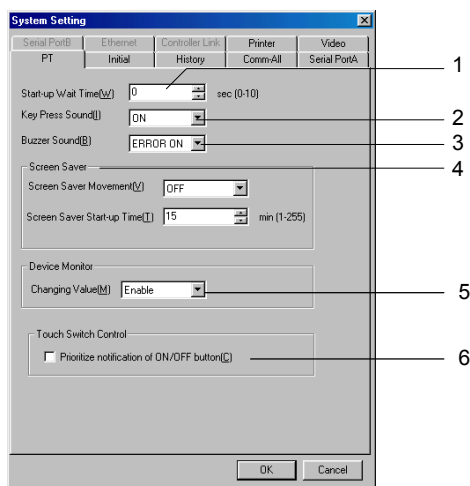 System Setting
Serial PortB Ethernet Controller Link Printer Video
PT Initial History Comm-All Serial PortA
Start-up Wait Time(W) 0 sec (0-10)
1
Key Press Sound(I) ON
2
Buzzer Sound(B) ERROR ON
3
Screen Saver
4
Screen Saver Movement(V) OFF
Screen Saver Start-up Time(T) 15 min (1-255)
Device Monitor
Changing Value(M) Enable
5
Touch Switch Control
Prioritize notification of ON/OFF button(C)
6
OK Cancel